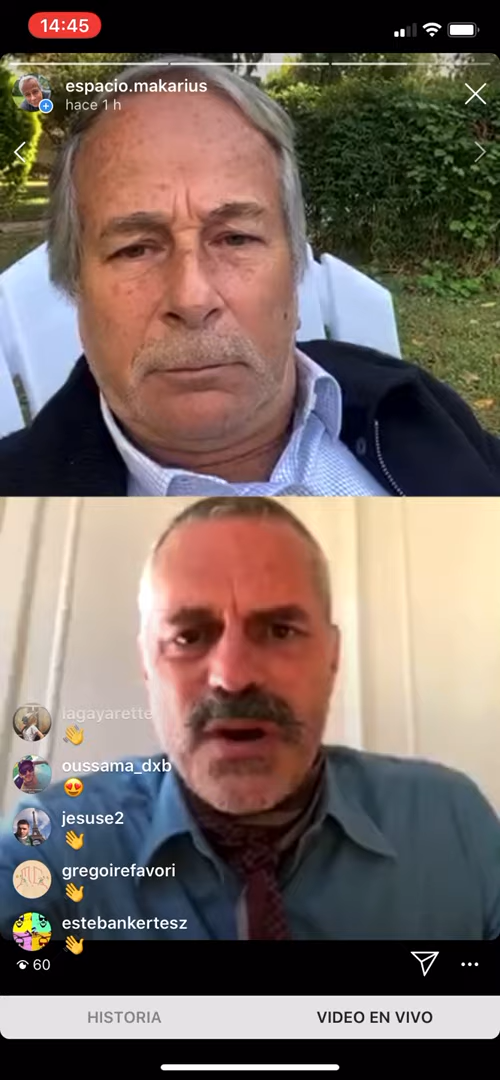 14:45
espacio.makarius
hace 1 h
lagayarette
oussama_dxb
jesuse2
gregoirefavori
estebankertesz
60
HISTORIA
VIDEO EN VIVO